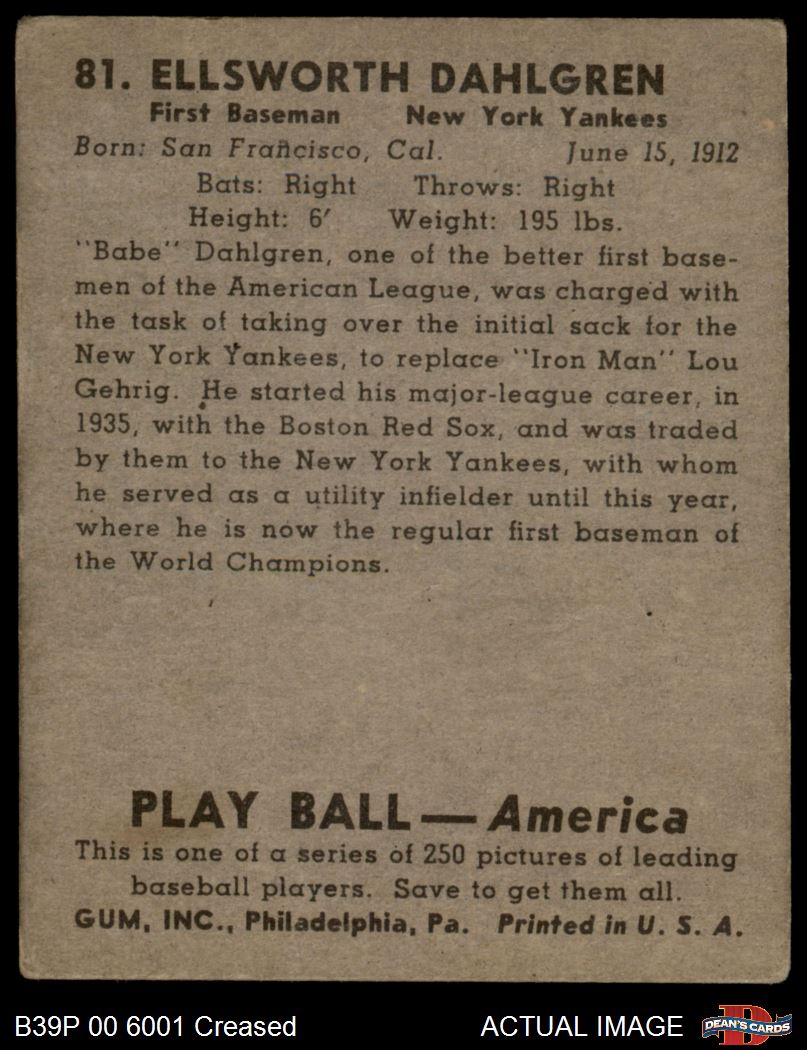 81. ELLSWORTH DAHLGREN
First Baseman New York Yankees
Born: San Francisco, Cal. June 15, 1912
Bats: Right Throws: Right
Height: 6' Weight: 195 lbs.
"Babe" Dahlgren, one of the better first base-
men of the American League, was charged with
the task of taking over the initial sack for the
New York Yankees, to replace "Iron Man" Lou
Gehrig. He started his major-league career, in
1935, with the Boston Red Sox, and was traded
by them to the New York Yankees, with whom
he served as a utility infielder until this year,
where he is now the regular first baseman of
the World Champions.
PLAY BALL — America
This is one of a series of 250 pictures of leading
baseball players. Save to get them all.
GUM, INC., Philadelphia, Pa. Printed in U. S. A.
B39P 00 6001 Creased ACTUAL IMAGE D DEAN'S CARDS